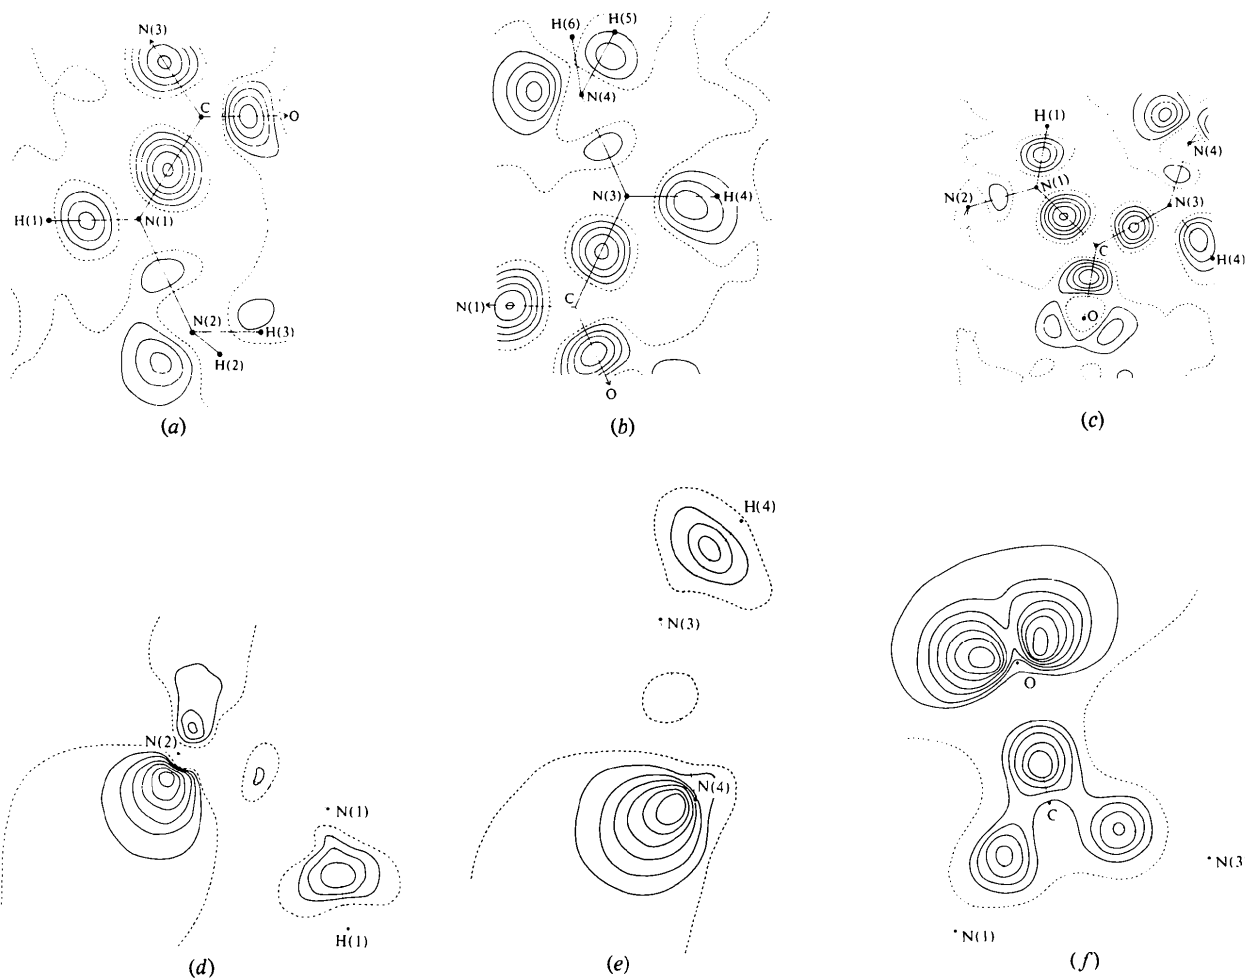 N(3)
C
O
H(1)
N(1)
N(2)
H(3)
H(2)
(a)
H(6)
H(5)
N(4)
N(3)
H(4)
N(1)
C
O
(b)
H(1)
N(4)
N(2)
N(1)
N(3)
C
H(4)
O
(c)
N(2)
N(1)
H(1)
(d)
H(4)
N(3)
N(4)
(e)
O
C
N(3
N(1)
(f)